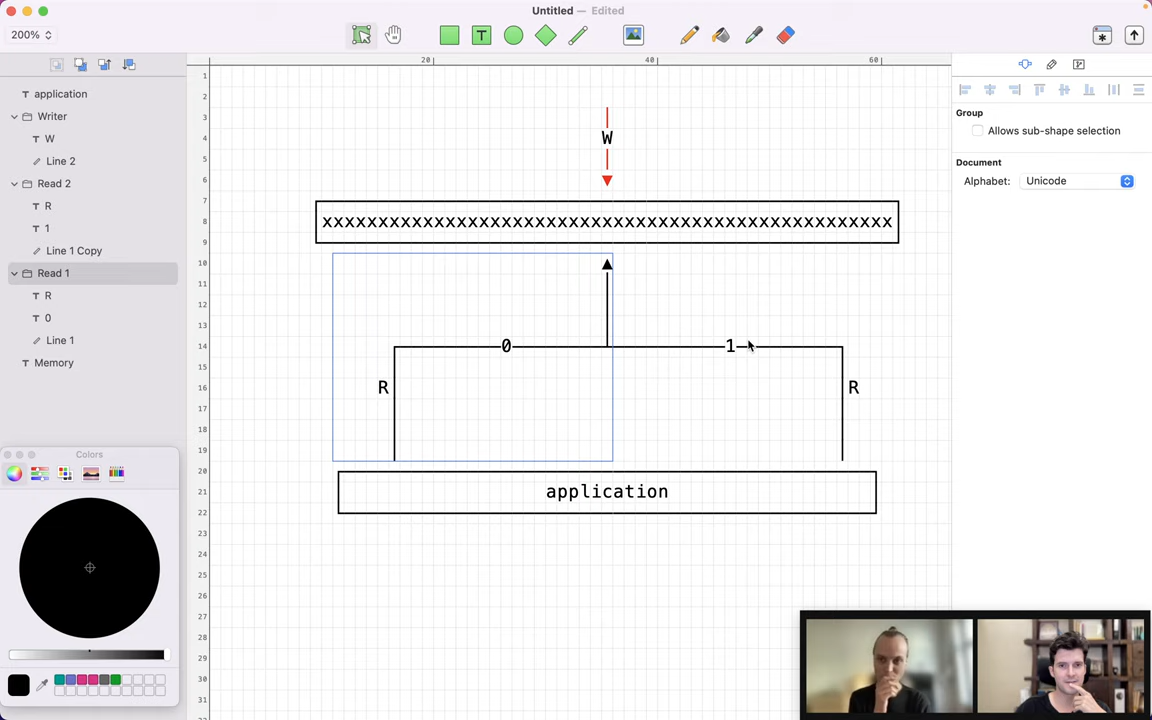 Untitled — Edited
200%
20 40 60
application
Writer
W
Line 2
Read 2
R
1
Line 1 Copy
Read 1
R
0
Line 1
Memory
Colors
1
2
3
4
5
6
7
8
9
10
11
12
13
14
15
16
17
18
19
20
21
22
23
24
25
26
27
28
29
30
31
W
xxxxxxxxxxxxxxxxxxxxxxxxxxxxxxxxxxxxxxxxxxxxxxxxxxx
0 1
R R
application
Group
Allows sub-shape selection
Document
Alphabet: Unicode